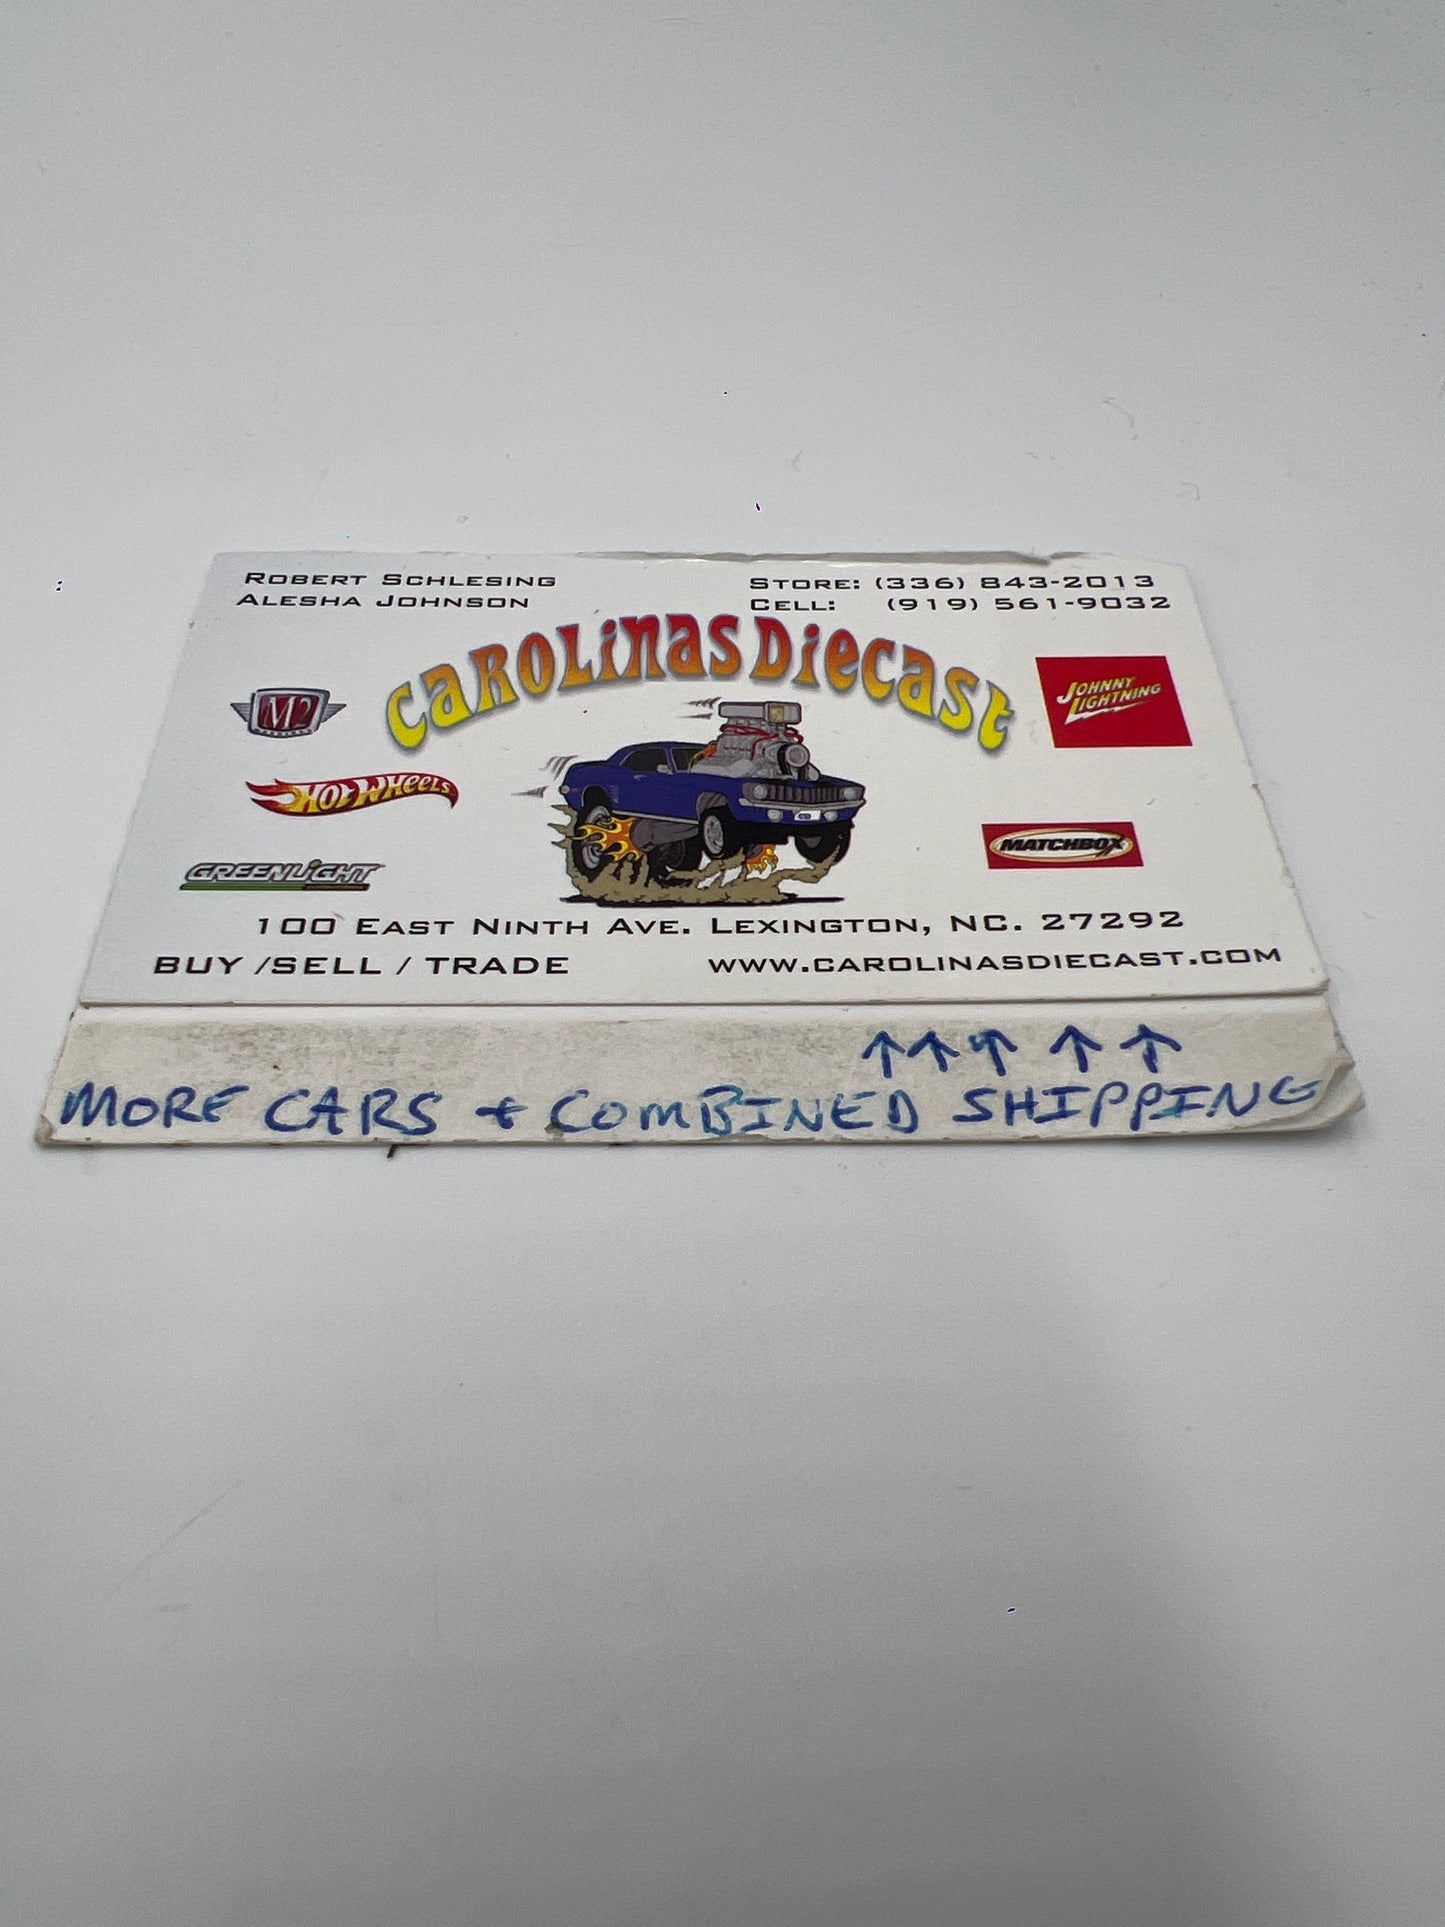 ROBERT SCHLESING
ALESHA JOHNSON
STORE: (336) 843-2013
CELL: (919) 561-9032
CAROLINAS DIECAST
M2
JOHNNY
LIGHTNING
HOT WHEELS
MATCHBOX
GREENLIGHT
100 EAST NINTH AVE. LEXINGTON, NC. 27292
BUY /SELL / TRADE
WWW.CAROLINASDIECAST.COM
↑↑↑↑↑
MORE CARS + COMBINED SHIPPING